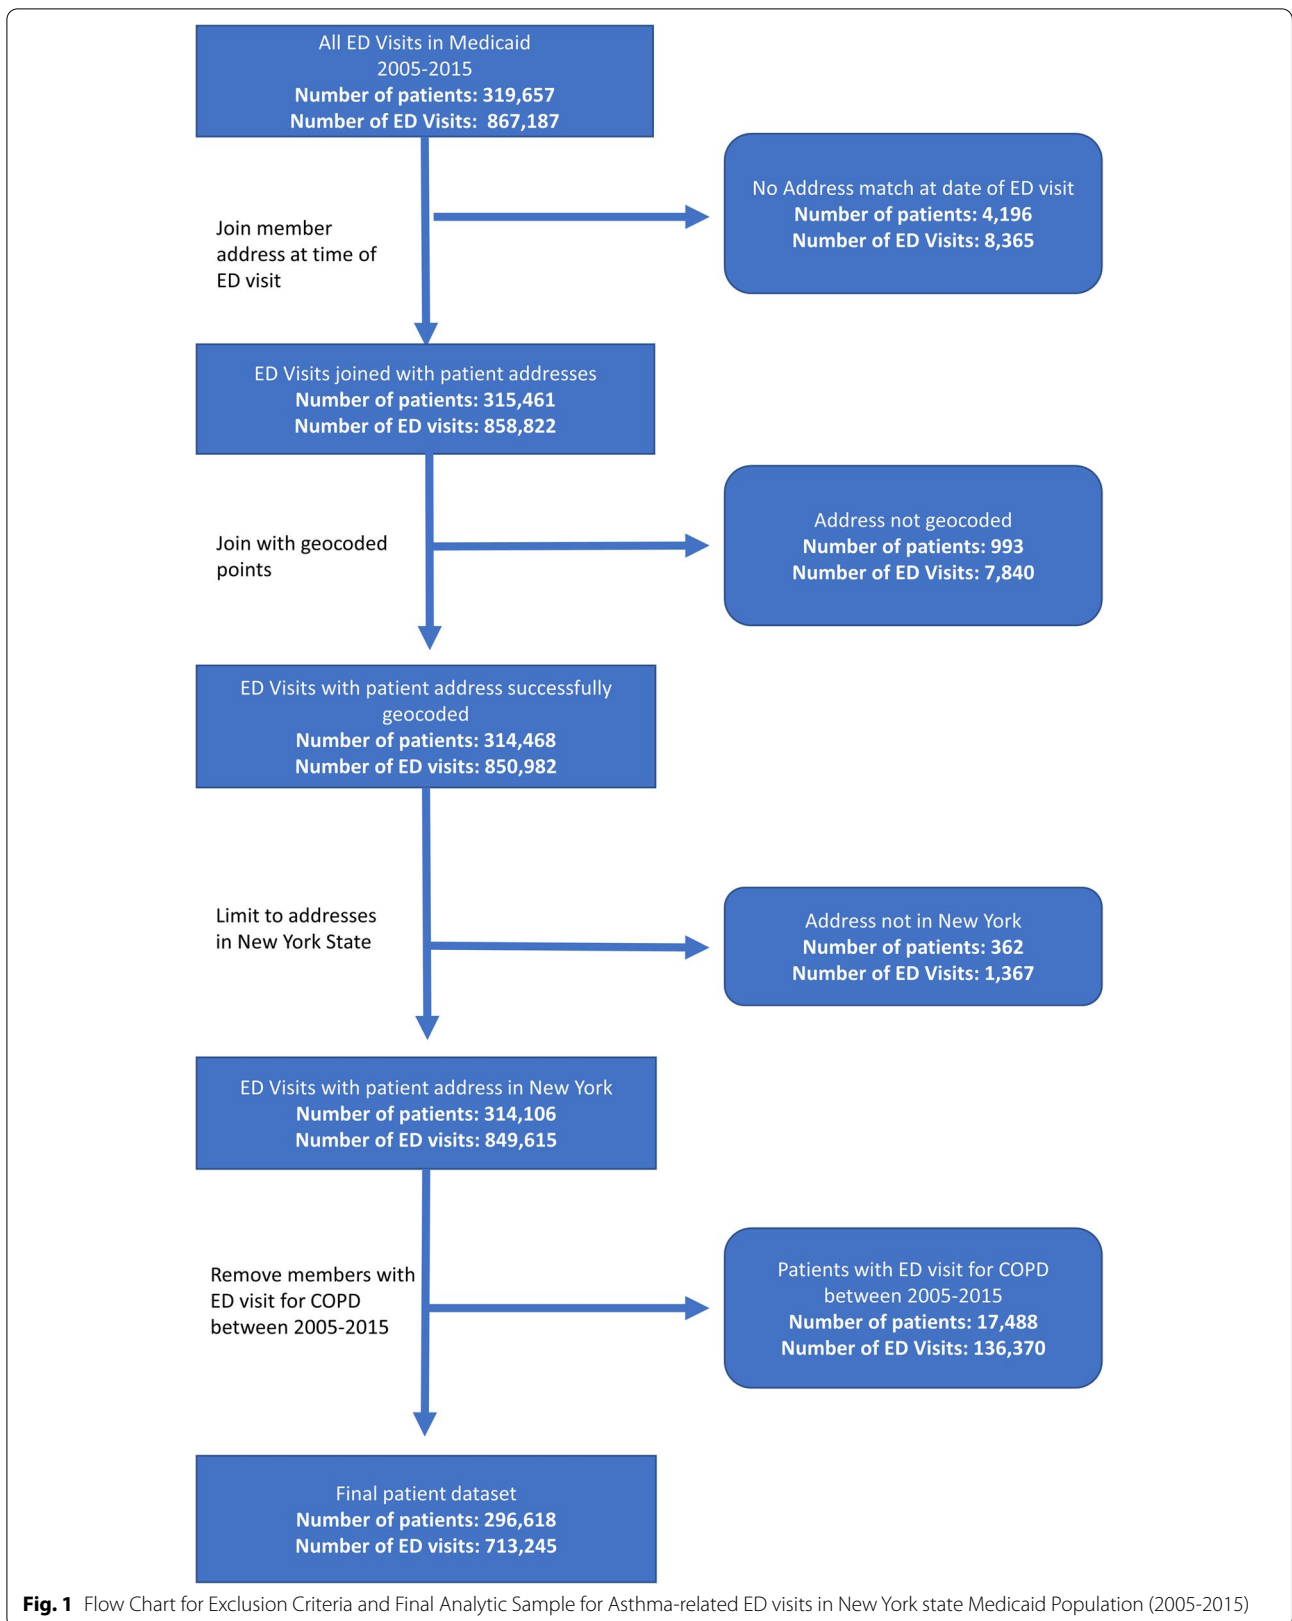 All ED Visits in Medicaid
2005-2015
Number of patients: 319,657
Number of ED Visits: 867,187
No Address match at date of ED visit
Number of patients: 4,196
Number of ED Visits: 8,365
Join member
address at time of
ED visit
ED Visits joined with patient addresses
Number of patients: 315,461
Number of ED visits: 858,822
Address not geocoded
Number of patients: 993
Number of ED Visits: 7,840
Join with geocoded
points
ED Visits with patient address successfully
geocoded
Number of patients: 314,468
Number of ED visits: 850,982
Limit to addresses
in New York State
Address not in New York
Number of patients: 362
Number of ED Visits: 1,367
ED Visits with patient address in New York
Number of patients: 314,106
Number of ED visits: 849,615
Remove members with
ED visit for COPD
between 2005-2015
Patients with ED visit for COPD
between 2005-2015
Number of patients: 17,488
Number of ED Visits: 136,370
Final patient dataset
Number of patients: 296,618
Number of ED visits: 713,245
Fig. 1 Flow Chart for Exclusion Criteria and Final Analytic Sample for Asthma-related ED visits in New York state Medicaid Population (2005-2015)